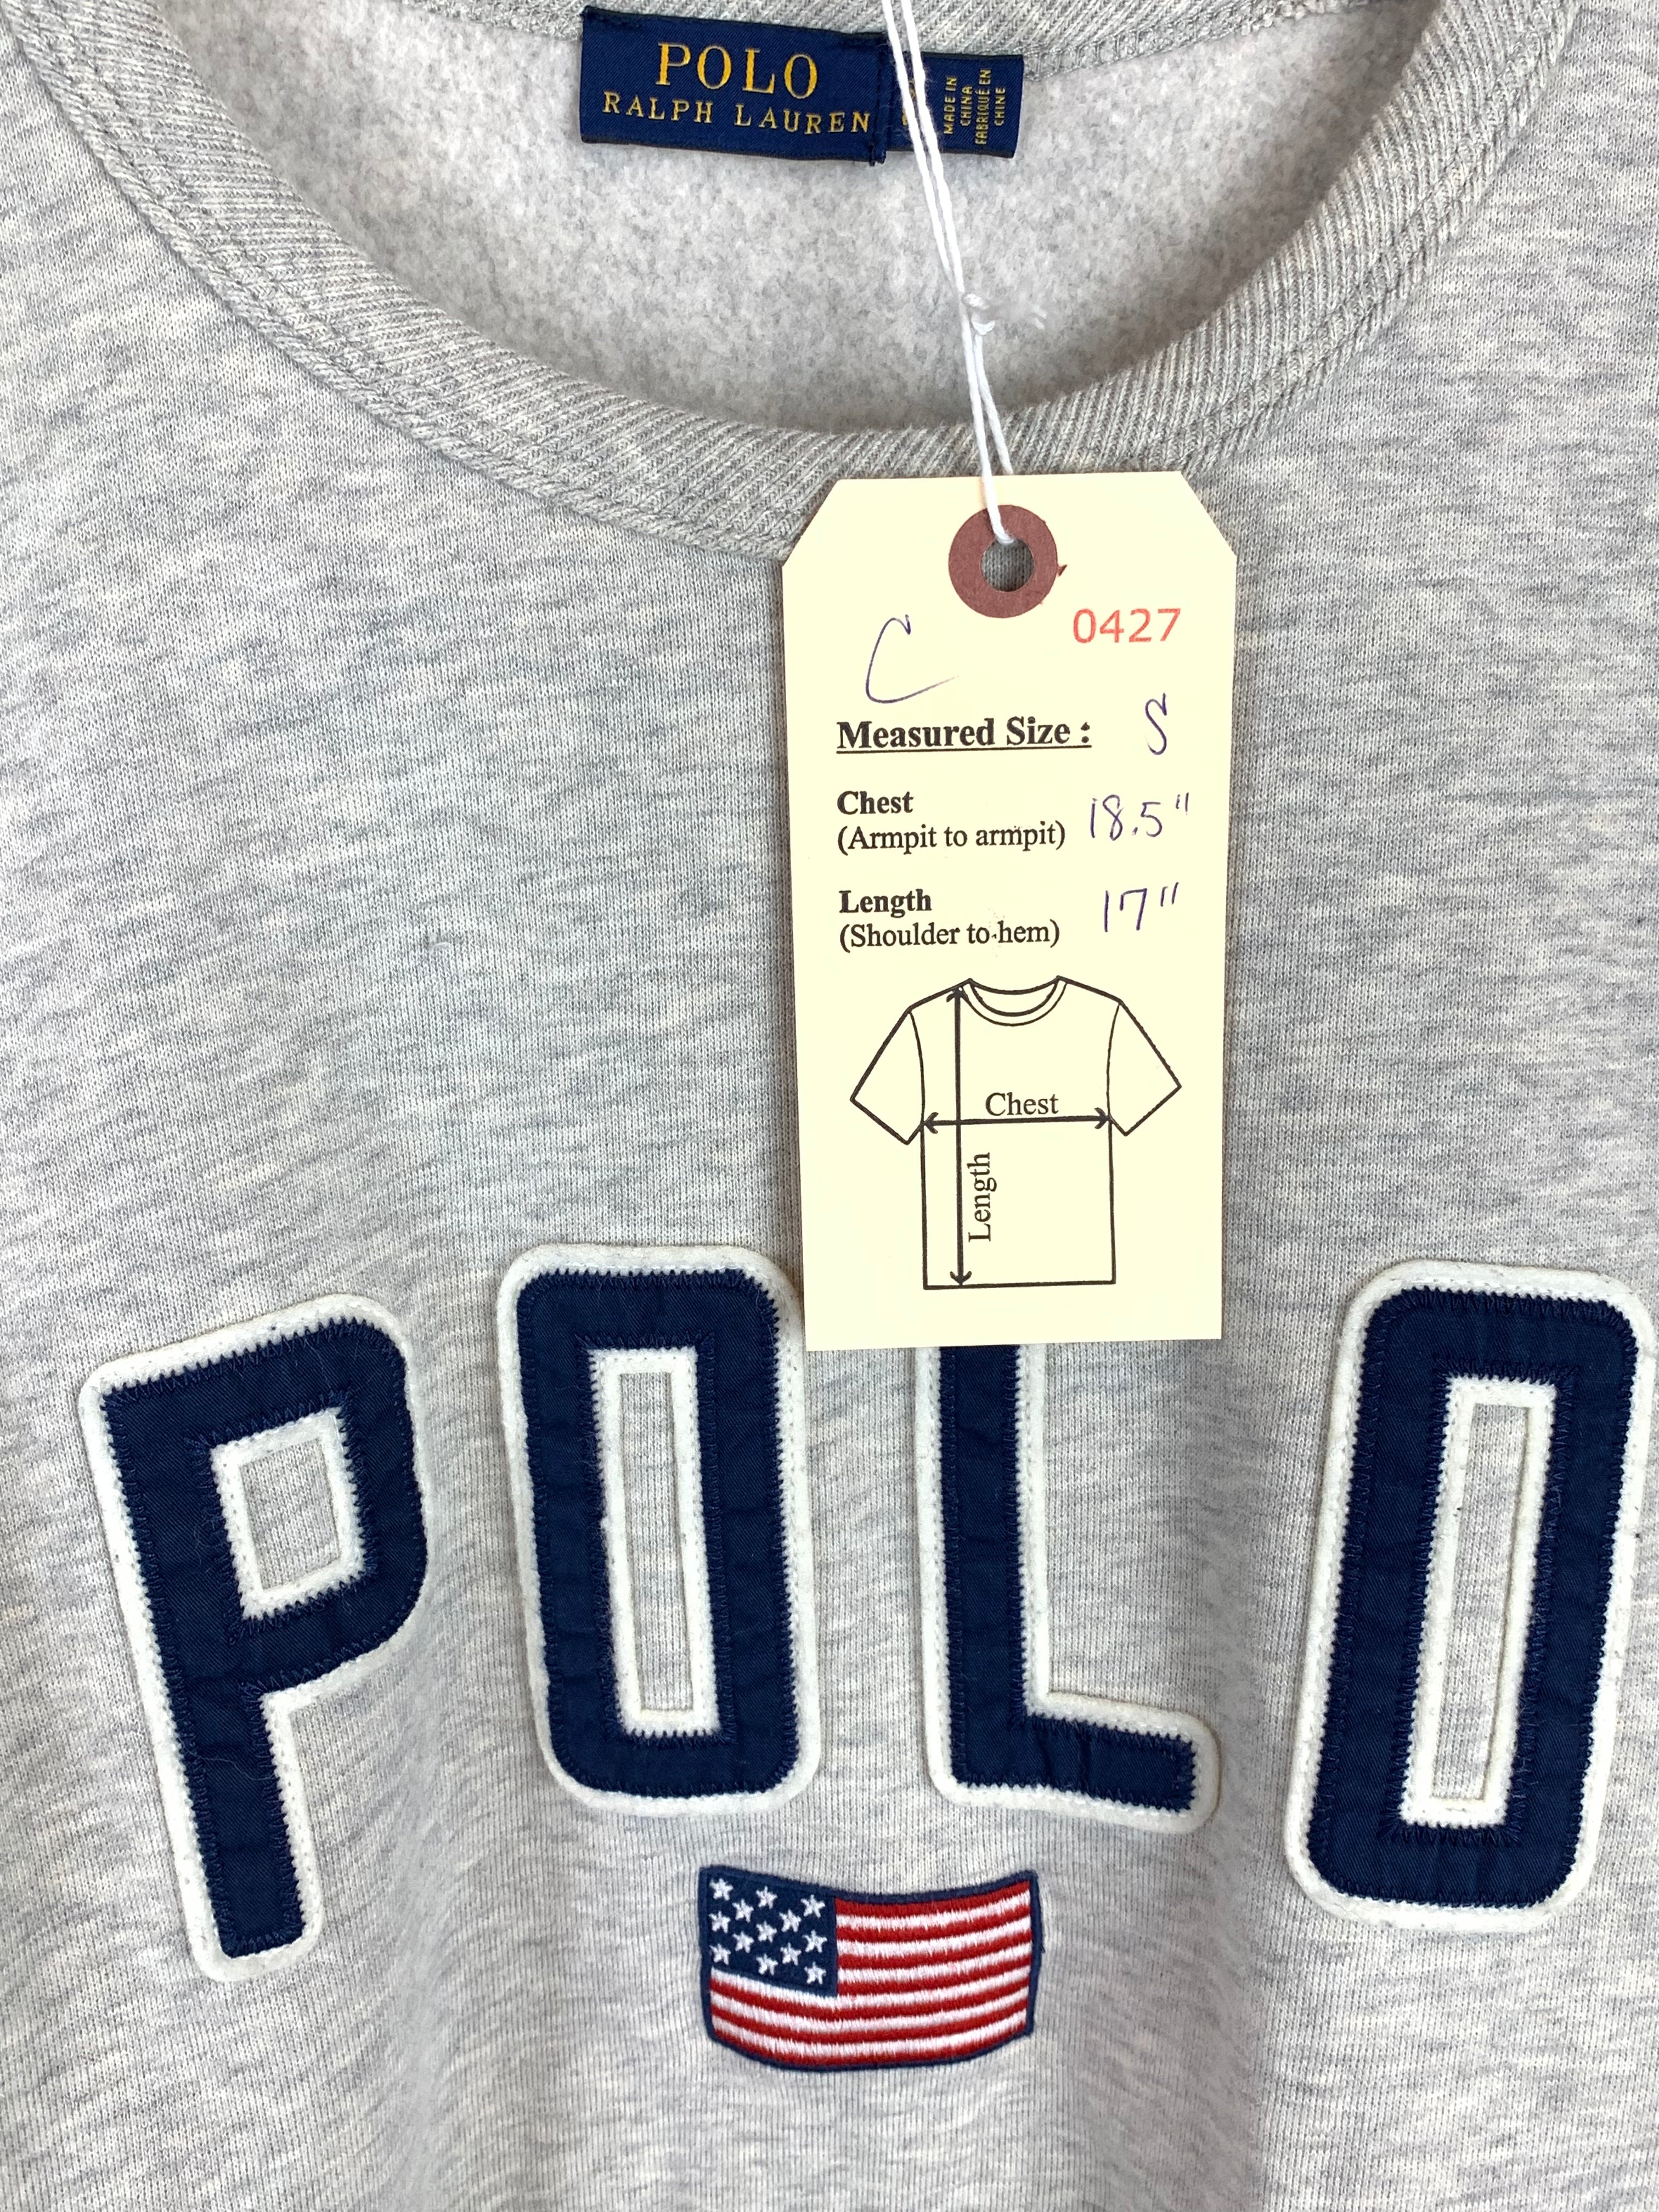 POLO
RALPH LAUREN
MADE IN
CHINA
FABRIQUÉ EN
CHINE
C
0427
Measured Size : S
Chest
(Armpit to armpit) 18.5"
Length
(Shoulder to hem) 17"
Chest
Length
POLO